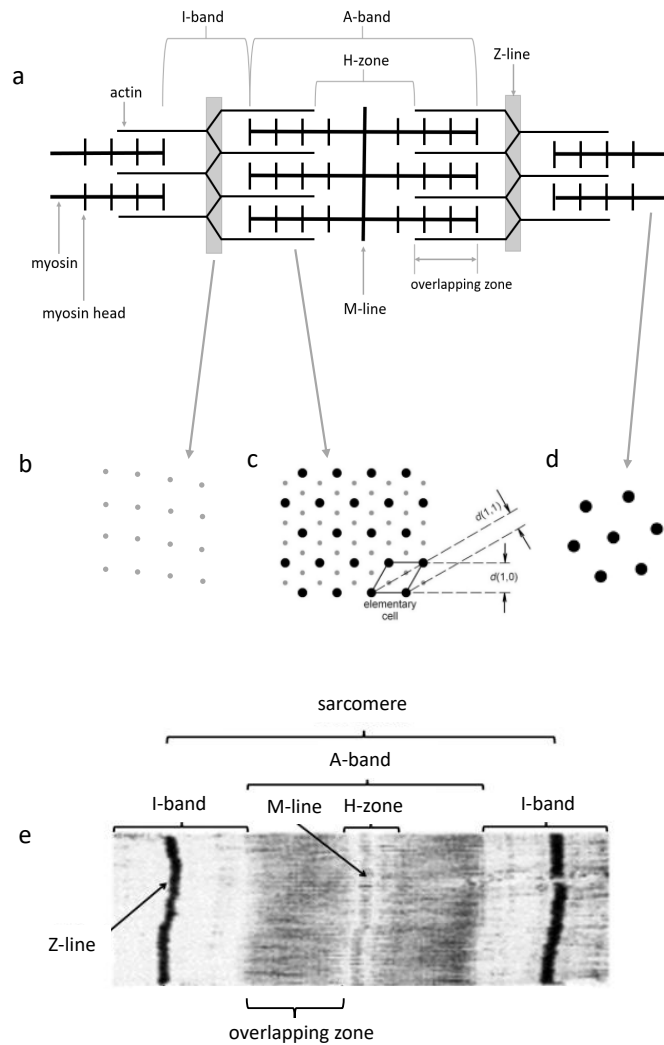 I-band
A-band
Z-line
H-zone
a
actin
myosin
myosin head
M-line
overlapping zone
b
c
d
d(1,1)
d(1,0)
elementary
cell
sarcomere
A-band
I-band
M-line
H-zone
I-band
e
Z-line
overlapping zone